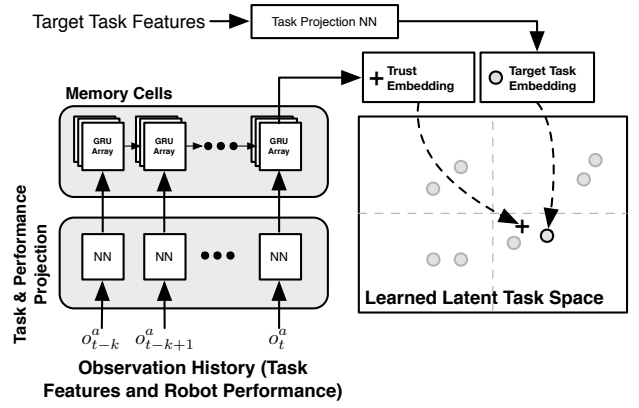 Target Task Features
Task Projection NN
Trust
Embedding
Target Task
Embedding
Memory Cells
GRU
Array
GRU
Array
GRU
Array
Task & Performance
Projection
NN
NN
NN
Learned Latent Task Space
o^a_{t-k}
o^a_{t-k+1}
o^a_t
Observation History (Task
Features and Robot Performance)